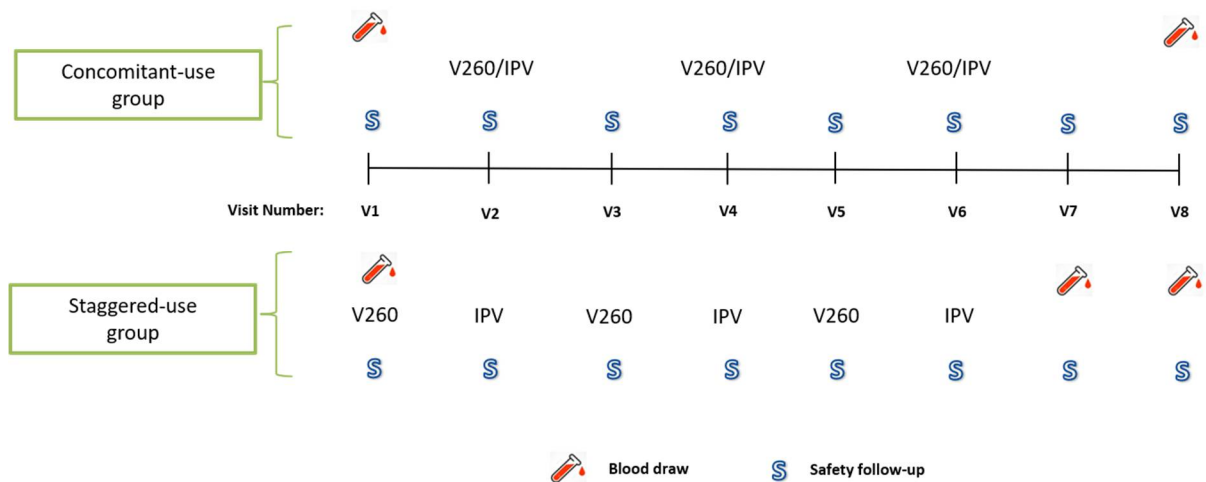 Concomitant-use
group
V260/IPV V260/IPV V260/IPV
S S S S S S S S
Visit Number: V1 V2 V3 V4 V5 V6 V7 V8
Staggered-use
group
V260 IPV V260 IPV V260 IPV
S S S S S S S S
Blood draw S Safety follow-up